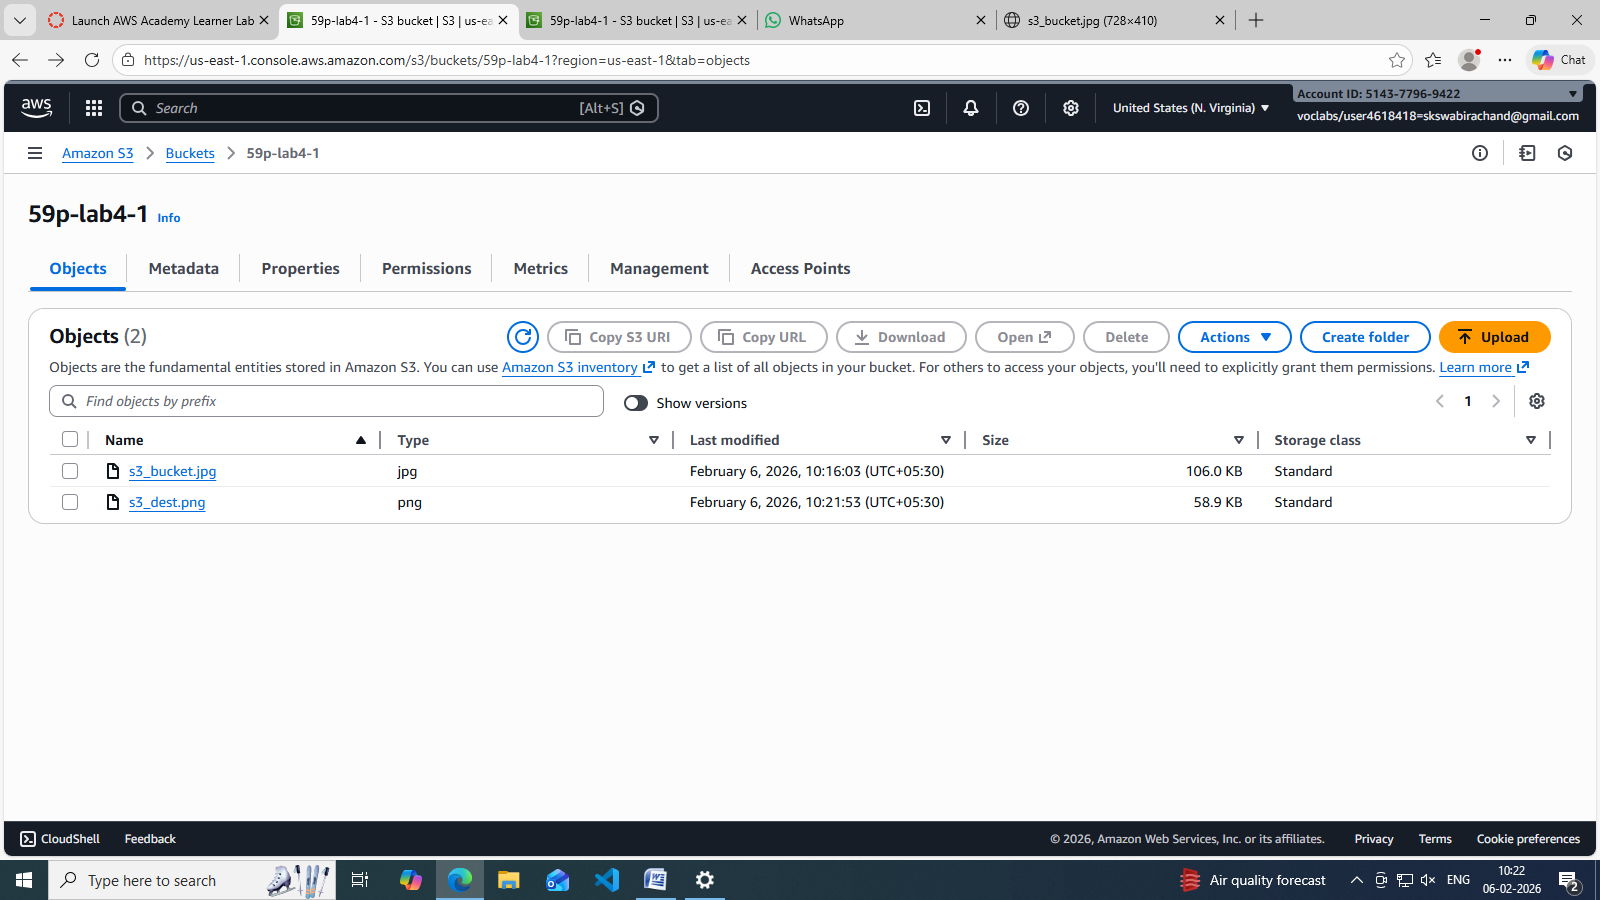 Launch AWS Academy Learner Lab
59p-lab4-1 - S3 bucket | S3 | us-ea
59p-lab4-1 - S3 bucket | S3 | us-ea
WhatsApp
s3_bucket.jpg (728×410)
https://us-east-1.console.aws.amazon.com/s3/buckets/59p-lab4-1?region=us-east-1&tab=objects
Chat
aws
Search
[Alt+S]
United States (N. Virginia)
Account ID: 5143-7796-9422
voclabs/user4618418=skswabirachand@gmail.com
Amazon S3
Buckets
59p-lab4-1
59p-lab4-1 Info
Objects
Metadata
Properties
Permissions
Metrics
Management
Access Points
Objects (2)
Copy S3 URI
Copy URL
Download
Open
Delete
Actions
Create folder
Upload
Objects are the fundamental entities stored in Amazon S3. You can use Amazon S3 inventory to get a list of all objects in your bucket. For others to access your objects, you'll need to explicitly grant them permissions. Learn more
Find objects by prefix
Show versions
1
Name Type Last modified Size Storage class
s3_bucket.jpg jpg February 6, 2026, 10:16:03 (UTC+05:30) 106.0 KB Standard
s3_dest.png png February 6, 2026, 10:21:53 (UTC+05:30) 58.9 KB Standard
CloudShell
Feedback
© 2026, Amazon Web Services, Inc. or its affiliates.
Privacy
Terms
Cookie preferences
Type here to search
Air quality forecast
ENG
10:22
06-02-2026
2